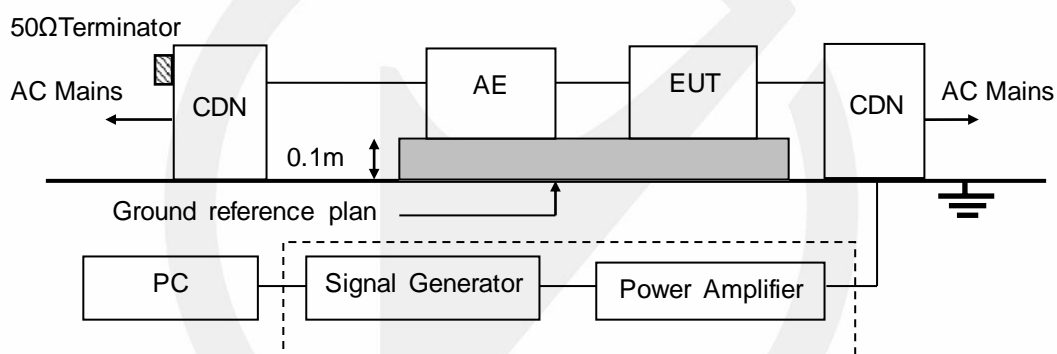 50ΩTerminator
AC Mains
CDN
AE
EUT
CDN
AC Mains
0.1m
Ground reference plan
PC
Signal Generator
Power Amplifier